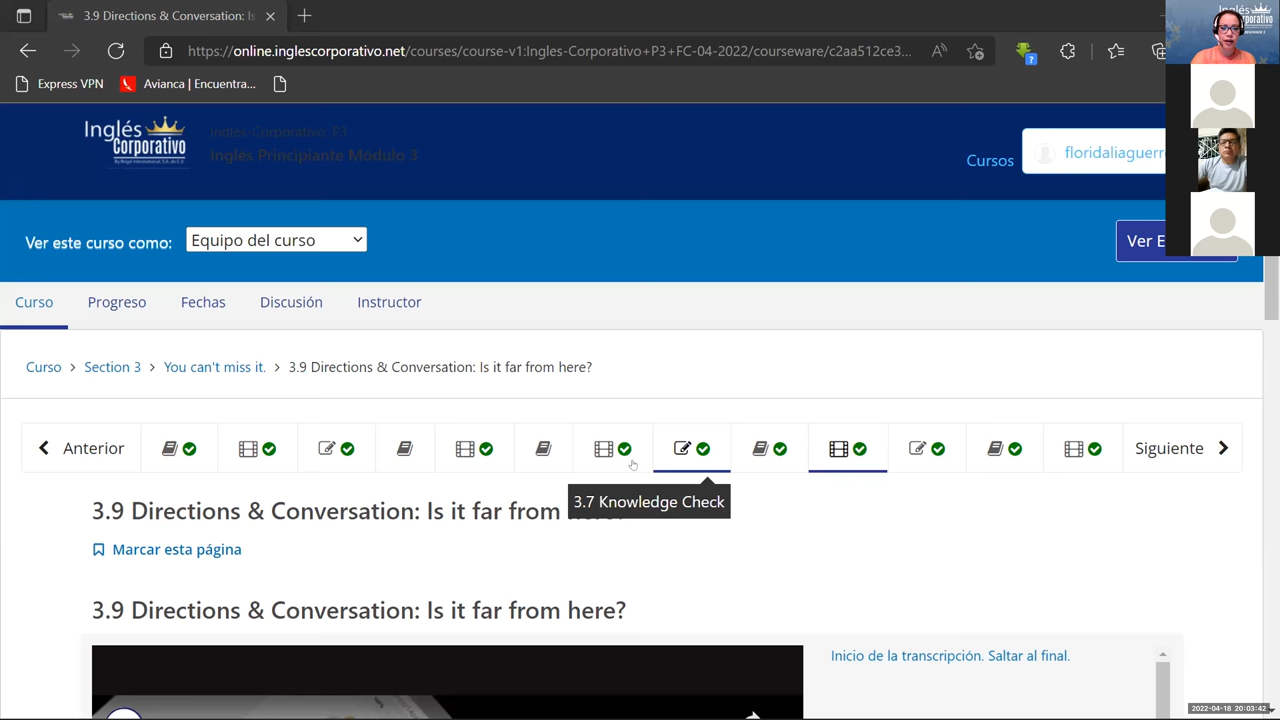 3.9 Directions & Conversation: Is
https://online.inglescorporativo.net/courses/course-v1:Ingles-Corporativo+P3+FC-04-2022/courseware/c2aa512ce3...
Express VPN
Avianca | Encuentra...
Inglés Corporativo
Inglés-Corporativo: P3
Inglés Principiante Módulo 3
Cursos
floridaliaguerr
Ver este curso como:
Equipo del curso
Ver E
Curso
Progreso
Fechas
Discusión
Instructor
Curso > Section 3 > You can't miss it. > 3.9 Directions & Conversation: Is it far from here?
Anterior
Siguiente
3.7 Knowledge Check
3.9 Directions & Conversation: Is it far from here?
Marcar esta página
3.9 Directions & Conversation: Is it far from here?
Inicio de la transcripción. Saltar al final.
2022-04-18 20:03:42